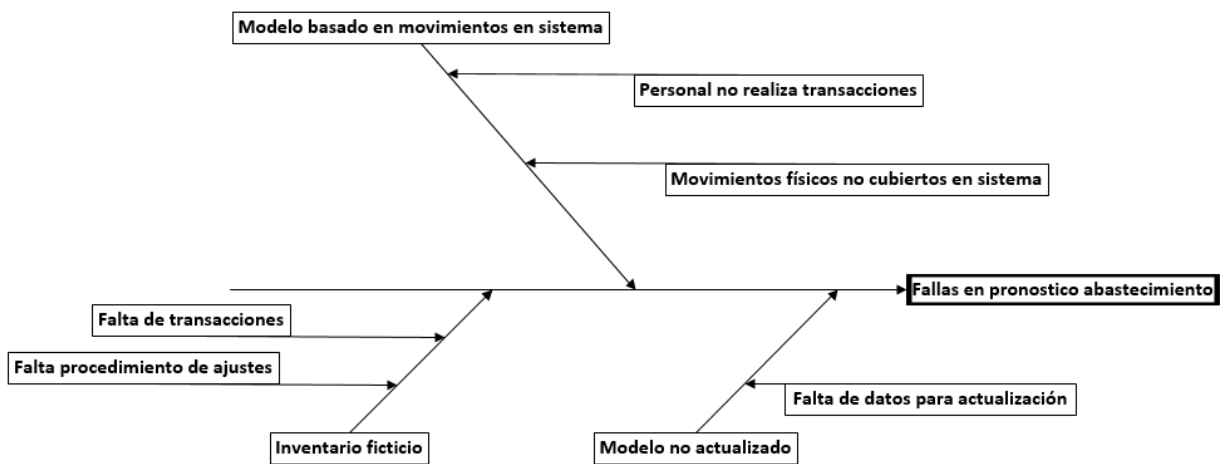 Modelo basado en movimientos en sistema
Personal no realiza transacciones
Movimientos físicos no cubiertos en sistema
Fallas en pronostico abastecimiento
Falta de transacciones
Falta procedimiento de ajustes
Falta de datos para actualización
Inventario ficticio
Modelo no actualizado